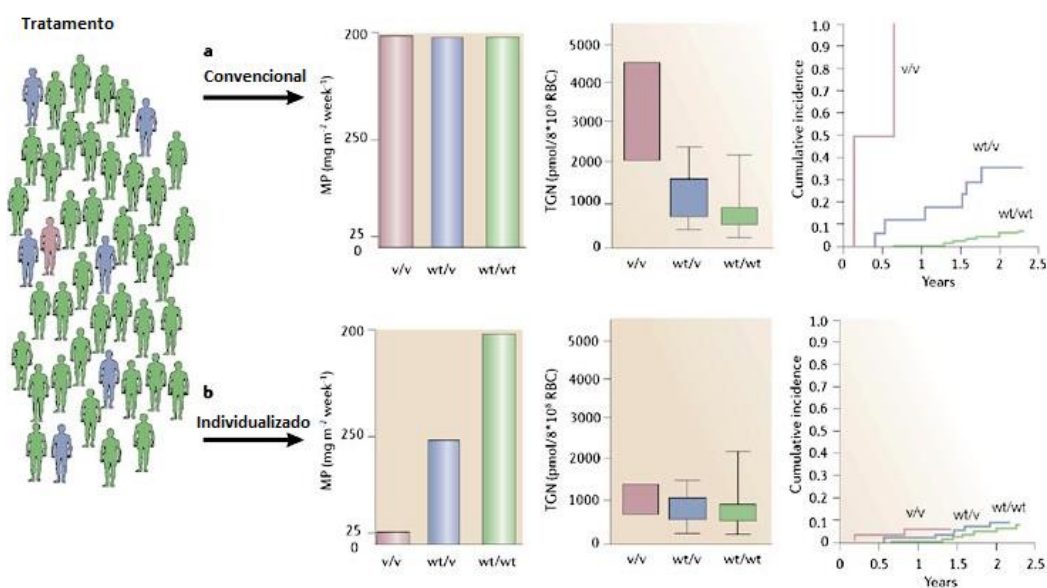 Tratamento
a
Convencional
MP (mg m⁻² week⁻¹)
200
250
25
0
v/v wt/v wt/wt
TGN (pmol/8*10⁸ RBC)
5000
4000
3000
2000
1000
0
v/v wt/v wt/wt
Cumulative incidence
1.0
0.9
0.8
0.7
0.6
0.5
0.4
0.3
0.2
0.1
0
v/v
wt/v
wt/wt
0 0.5 1 1.5 2 2.5
Years
b
Individualizado
MP (mg m⁻² week⁻¹)
200
250
25
0
v/v wt/v wt/wt
TGN (pmol/8*10⁸ RBC)
5000
4000
3000
2000
1000
0
v/v wt/v wt/wt
Cumulative incidence
1.0
0.9
0.8
0.7
0.6
0.5
0.4
0.3
0.2
0.1
0
v/v wt/v wt/wt
0 0.5 1 1.5 2 2.5
Years